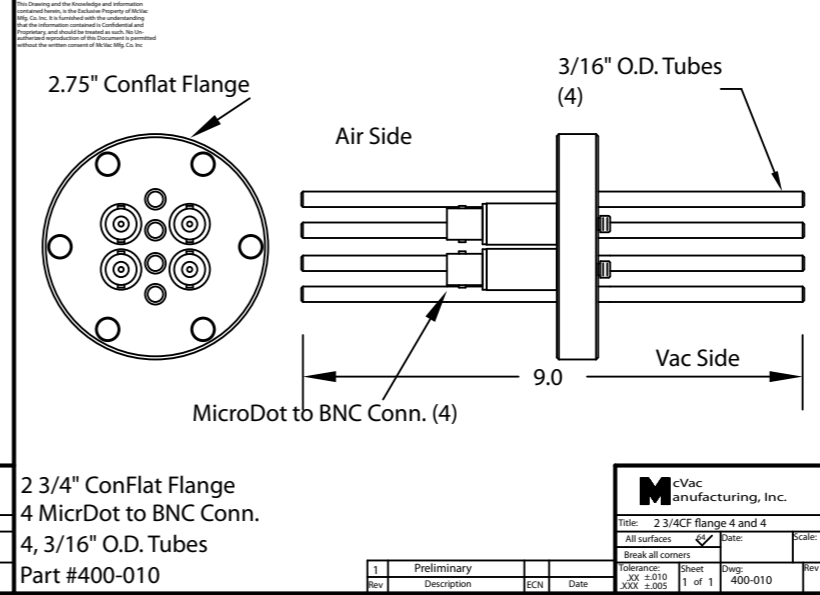 This Drawing and the Knowledge and information
contained herein, is the Exclusive Property of McVac
Mfg. Co. Inc. It is furnished with the understanding
that the information contained is Confidential and
Proprietary, and should be treated as such. No Un-
autherized reproduction of this Document is permitted
without the written consent of McVac Mfg. Co. Inc
2.75" Conflat Flange
3/16" O.D. Tubes
(4)
Air Side
Vac Side
9.0
MicroDot to BNC Conn. (4)
2 3/4" ConFlat Flange
4 MicrDot to BNC Conn.
4, 3/16" O.D. Tubes
Part #400-010
1 Preliminary
Rev Description ECN Date
McVac
Manufacturing, Inc.
Title: 2 3/4CF flange 4 and 4
All surfaces 64 Date: Scale:
Break all corners
Tolerance: Sheet Dwg: Rev
.XX ±.010 1 of 1 400-010
.XXX ±.005